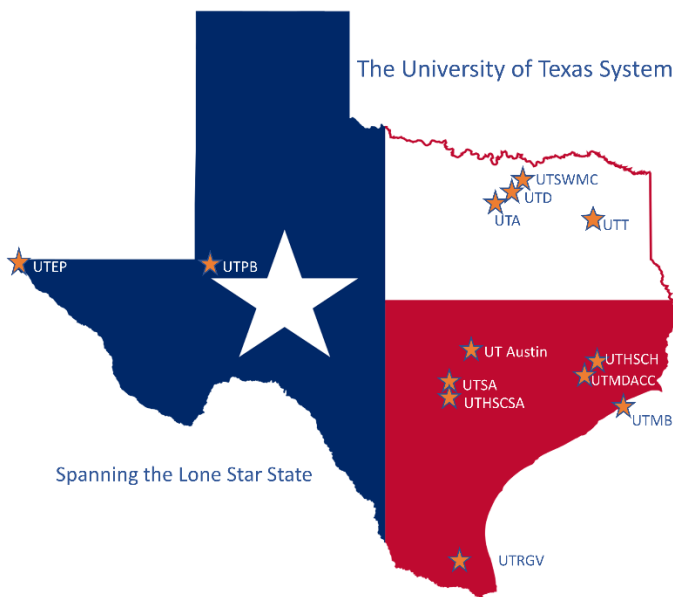 The University of Texas System
UTSWMC
UTD
UTA
UTT
UTEP
UTPB
UT Austin
UTHSCH
UTMDACC
UTSA
UTHSCSA
UTMB
Spanning the Lone Star State
UTRGV